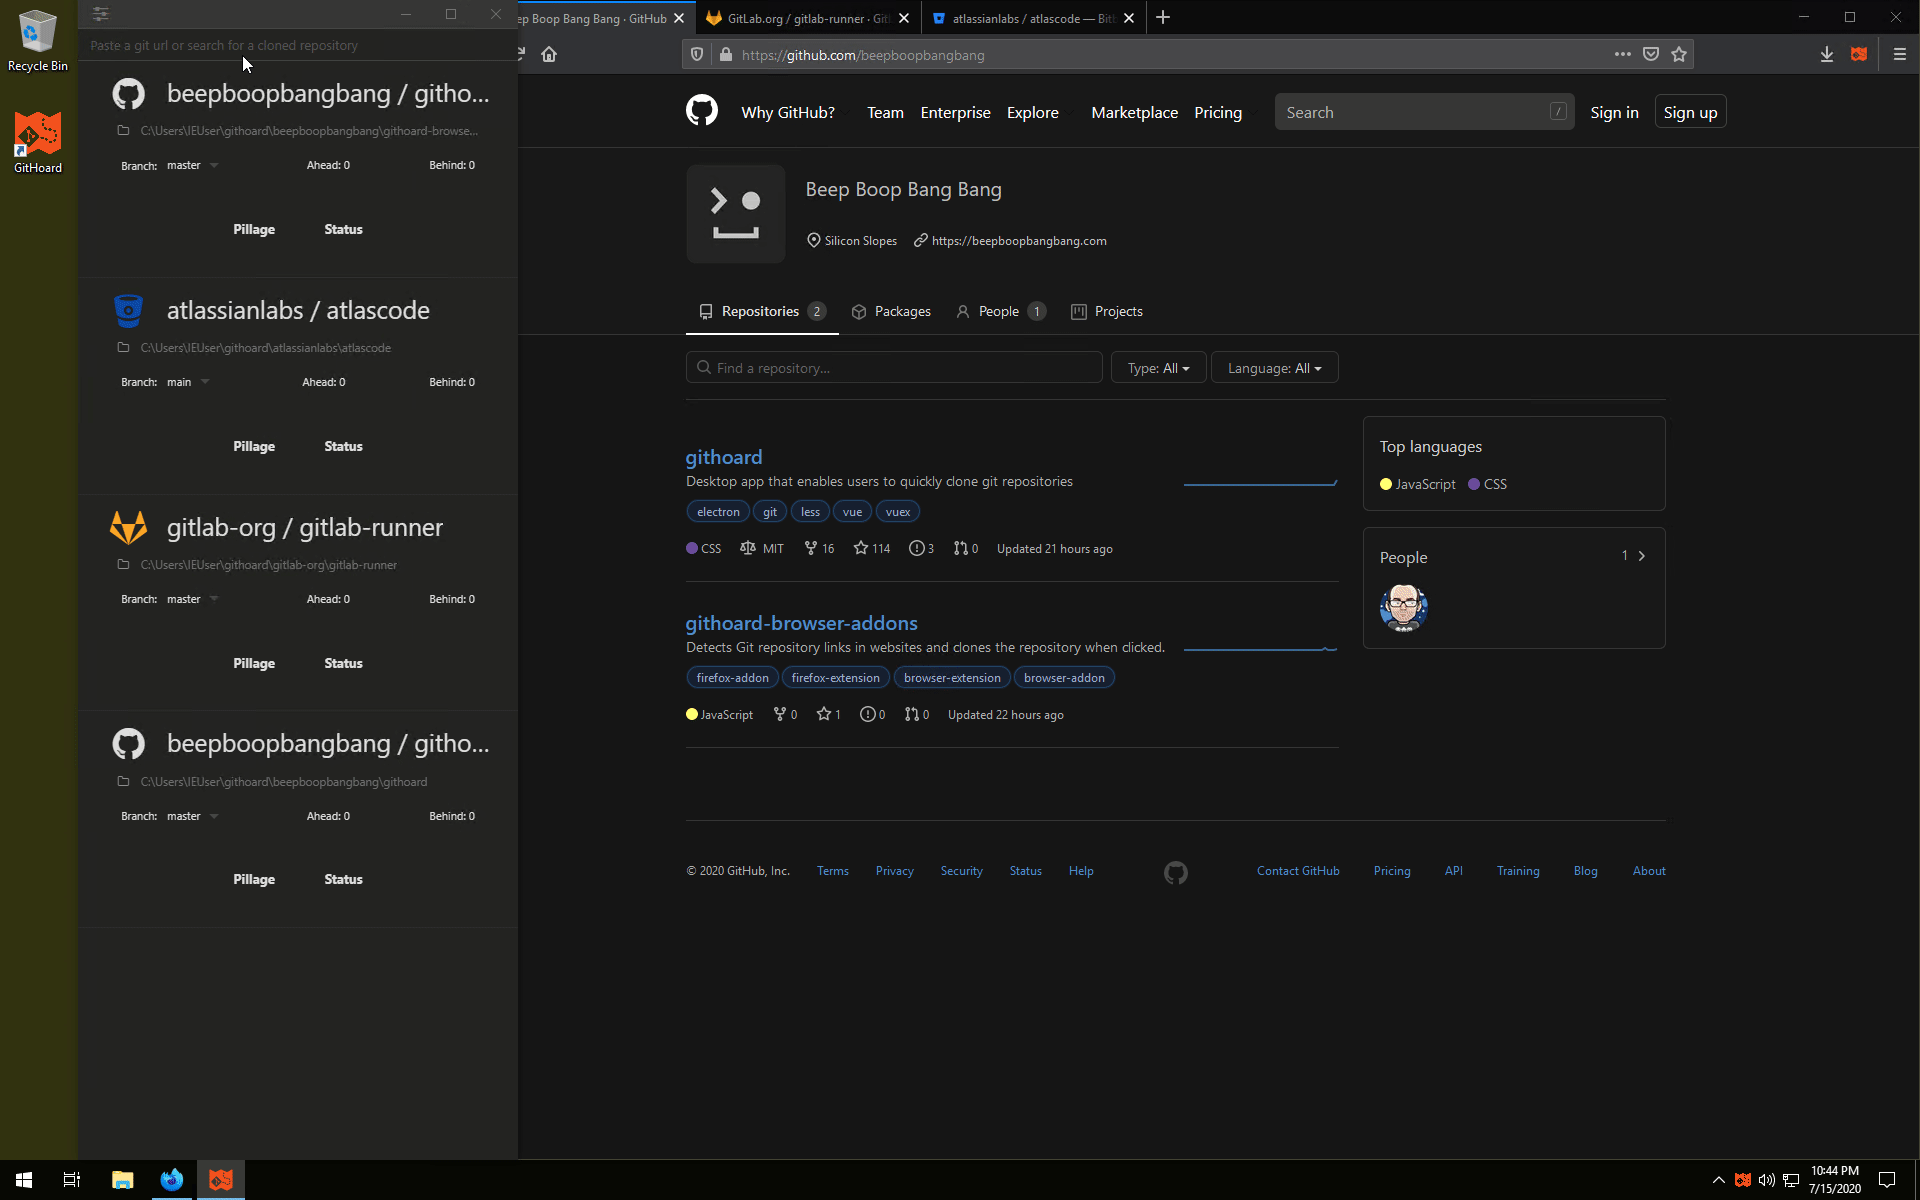 Recycle Bin
GitHoard
Paste a git url or search for a cloned repository
beepboopbangbang / githo...
C:\Users\IEUser\githoard\beepboopbangbang\githoard-browse...
Branch: master Ahead: 0 Behind: 0
Pillage Status
atlassianlabs / atlascode
C:\Users\IEUser\githoard\atlassianlabs\atlascode
Branch: main Ahead: 0 Behind: 0
Pillage Status
gitlab-org / gitlab-runner
C:\Users\IEUser\githoard\gitlab-org\gitlab-runner
Branch: master Ahead: 0 Behind: 0
Pillage Status
beepboopbangbang / githo...
C:\Users\IEUser\githoard\beepboopbangbang\githoard
Branch: master Ahead: 0 Behind: 0
Pillage Status
ep Boop Bang Bang · GitHub GitLab.org / gitlab-runner · Git atlassianlabs / atlascode — Bit
https://github.com/beepboopbangbang
Why GitHub? Team Enterprise Explore Marketplace Pricing Search / Sign in Sign up
Beep Boop Bang Bang
Silicon Slopes https://beepboopbangbang.com
Repositories 2 Packages People 1 Projects
Find a repository... Type: All Language: All
githoard
Desktop app that enables users to quickly clone git repositories
electron git less vue vuex
CSS MIT 16 114 3 0 Updated 21 hours ago
githoard-browser-addons
Detects Git repository links in websites and clones the repository when clicked.
firefox-addon firefox-extension browser-extension browser-addon
JavaScript 0 1 0 0 Updated 22 hours ago
Top languages
JavaScript CSS
People 1
© 2020 GitHub, Inc. Terms Privacy Security Status Help Contact GitHub Pricing API Training Blog About
10:44 PM
7/15/2020